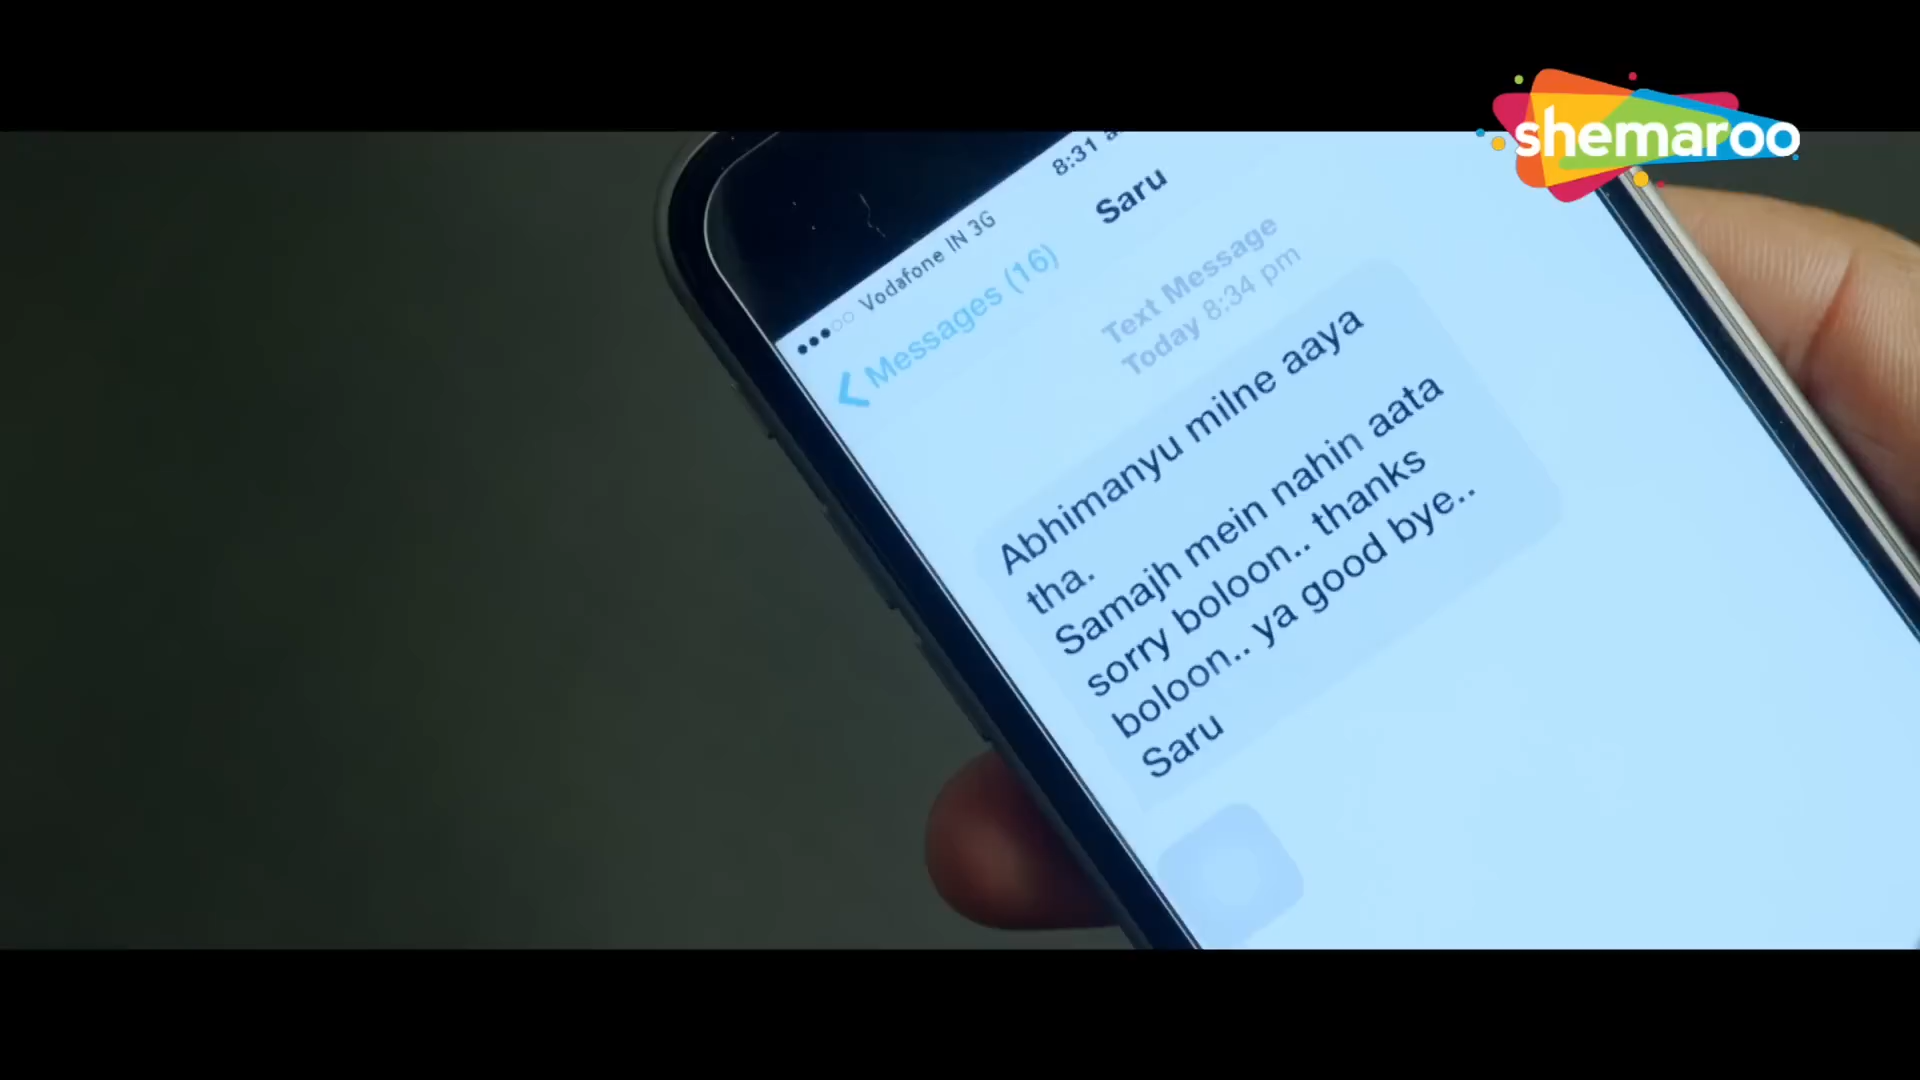 shemaroo
8:31 a
Vodafone IN 3G
Messages (16)
Saru
Text Message
Today 8:34 pm
Abhimanyu milne aaya
tha.
Samajh mein nahin aata
sorry boloon.. thanks
boloon.. ya good bye..
Saru